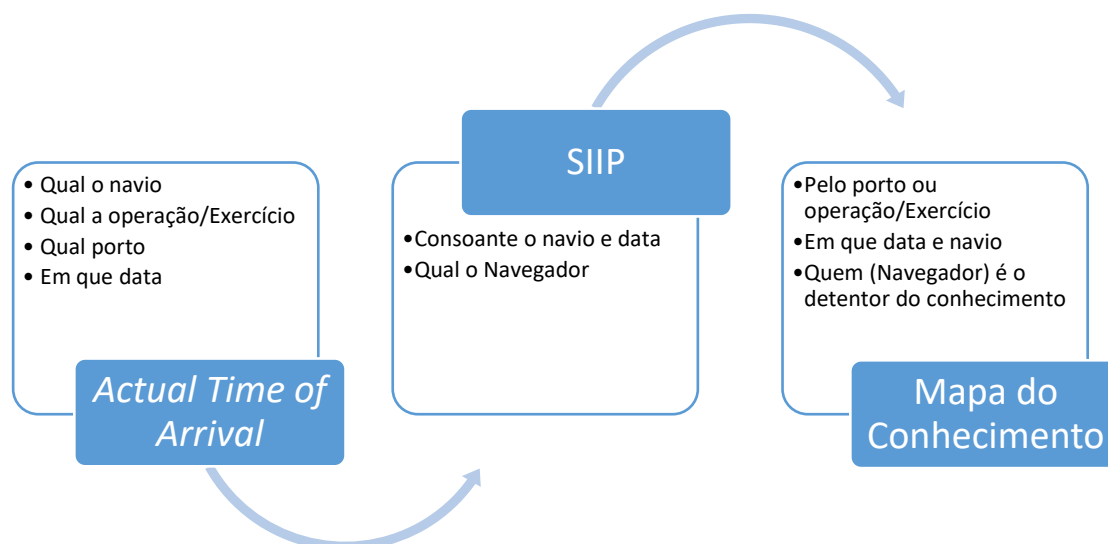 • Qual o navio
• Qual a operação/Exercício
• Qual porto
• Em que data
Actual Time of
Arrival
SIIP
•Consoante o navio e data
•Qual o Navegador
•Pelo porto ou
operação/Exercício
•Em que data e navio
•Quem (Navegador) é o
detentor do conhecimento
Mapa do
Conhecimento